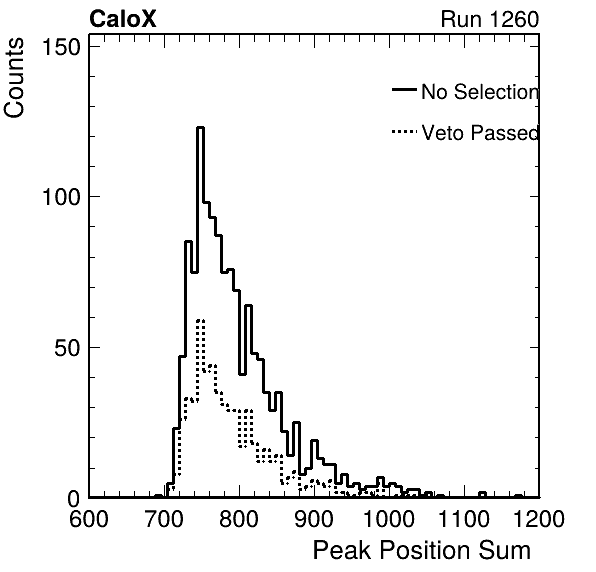 CaloX Run 1260
Counts
150
100
50
0
No Selection
Veto Passed
600 700 800 900 1000 1100 1200
Peak Position Sum